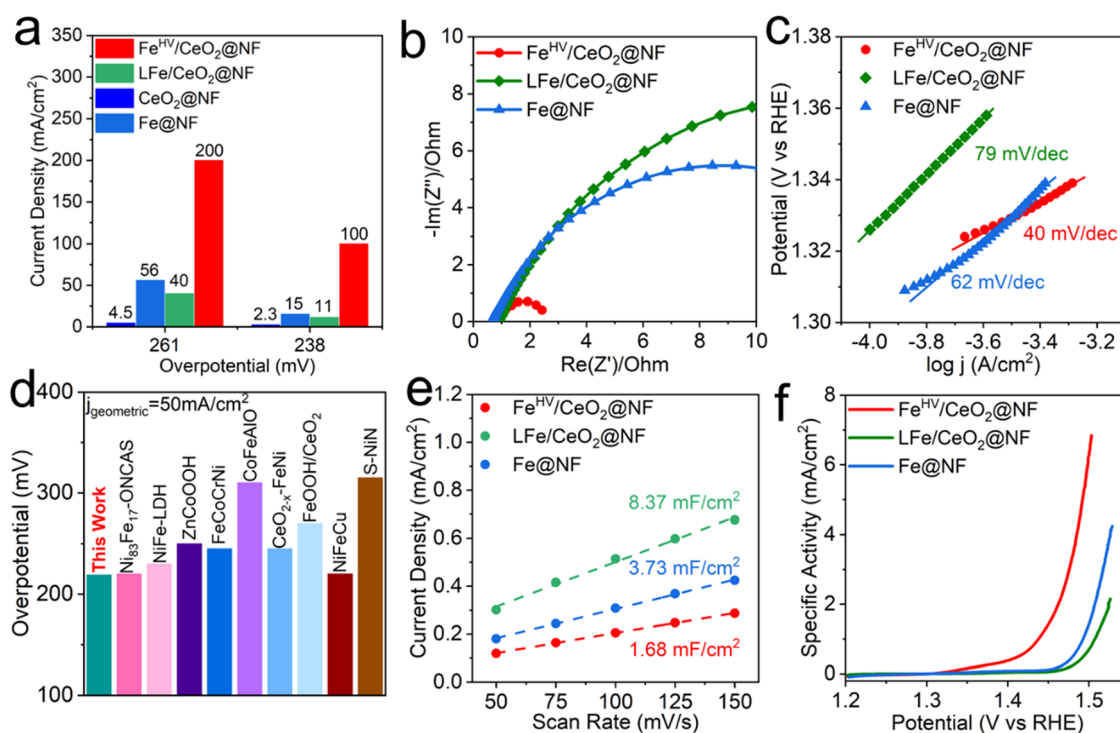 a
Current Density (mA/cm²)
350
300
250
200
150
100
50
0
Fe^HV/CeO₂@NF
LFe/CeO₂@NF
CeO₂@NF
Fe@NF
4.5
56
40
200
2.3
15
11
100
261
238
Overpotential (mV)
b
-Im(Z'')/Ohm
10
8
6
4
2
0
Fe^HV/CeO₂@NF
LFe/CeO₂@NF
Fe@NF
0 2 4 6 8 10
Re(Z')/Ohm
c
Potential (V vs RHE)
1.38
1.36
1.34
1.32
1.30
Fe^HV/CeO₂@NF
LFe/CeO₂@NF
Fe@NF
79 mV/dec
40 mV/dec
62 mV/dec
-4.0 -3.8 -3.6 -3.4 -3.2
log j (A/cm²)
d
Overpotential (mV)
400
300
200
100
j_geometric=50mA/cm²
This Work
Ni₈₃Fe₁₇-ONCAS
NiFe-LDH
ZnCoOOH
FeCoCrNi
CoFeAlO
CeO₂₋ₓ-FeNi
FeOOH/CeO₂
NiFeCu
S-NiN
e
Current Density (mA/cm²)
1.2
1.0
0.8
0.6
0.4
0.2
0.0
Fe^HV/CeO₂@NF
LFe/CeO₂@NF
Fe@NF
8.37 mF/cm²
3.73 mF/cm²
1.68 mF/cm²
50 75 100 125 150
Scan Rate (mV/s)
f
Specific Activity (mA/cm²)
8
6
4
2
0
Fe^HV/CeO₂@NF
LFe/CeO₂@NF
Fe@NF
1.2 1.3 1.4 1.5
Potential (V vs RHE)